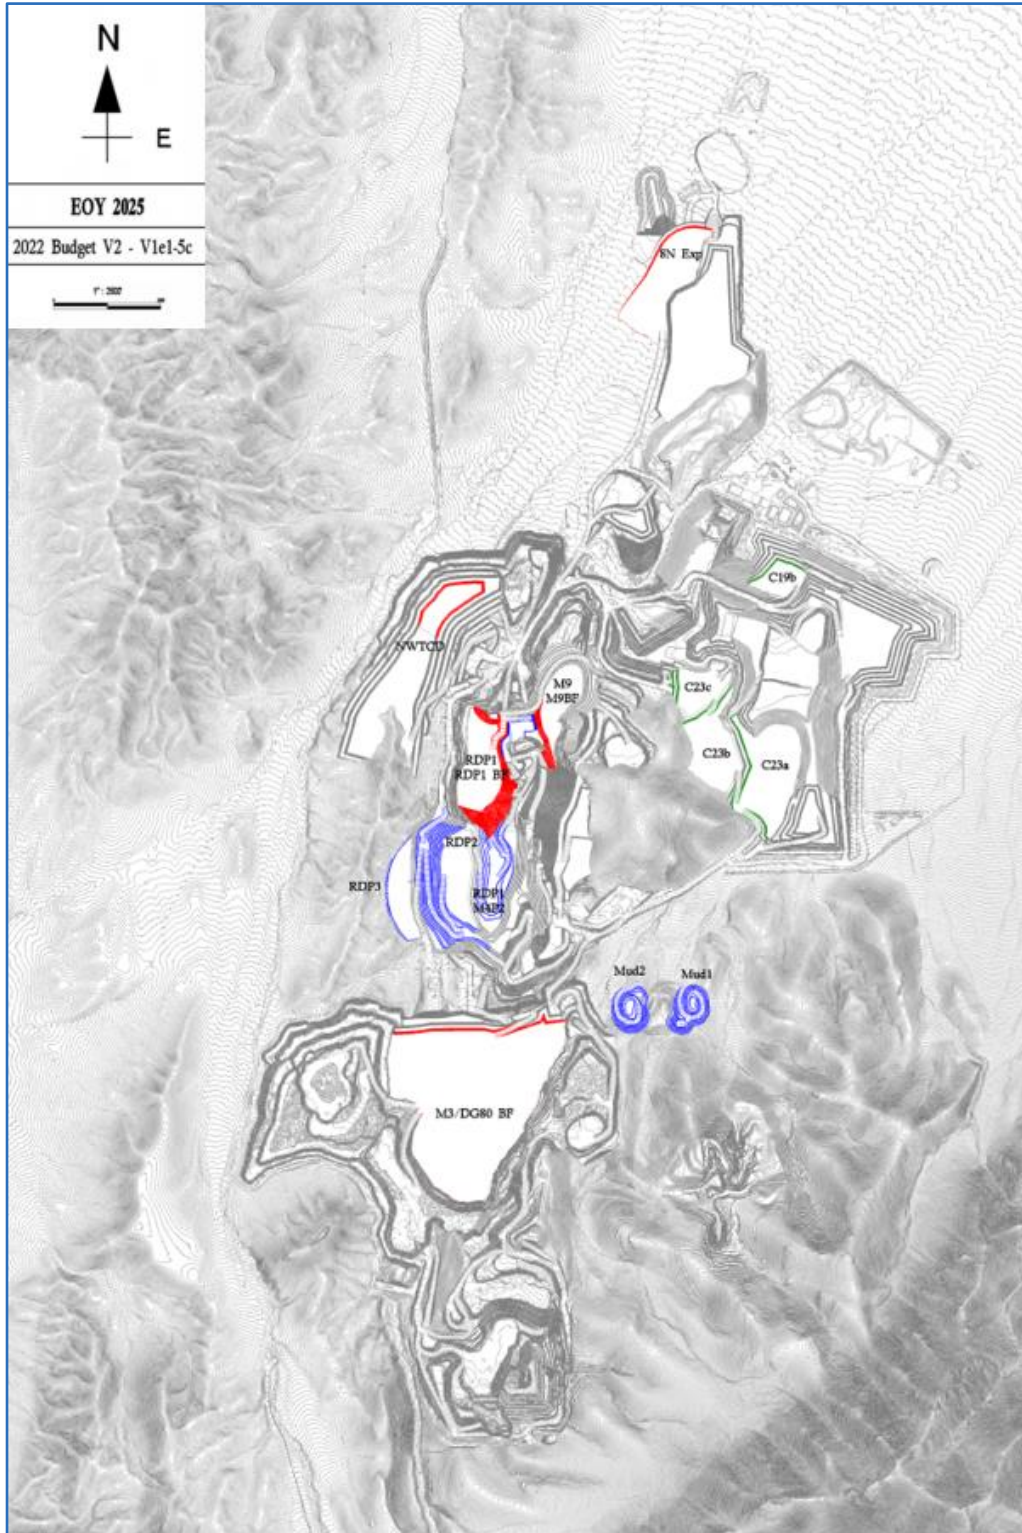 N
E
EOY 2025
2022 Budget V2 - V1e1-5c
8N Exp
C19b
NWTCD
M9
M9BF
C23c
RDP1
RDP1 BF
C23b
C23a
RDP2
RDP3
RDP1
M4P2
Mud2
Mud1
M3/DG80 BF